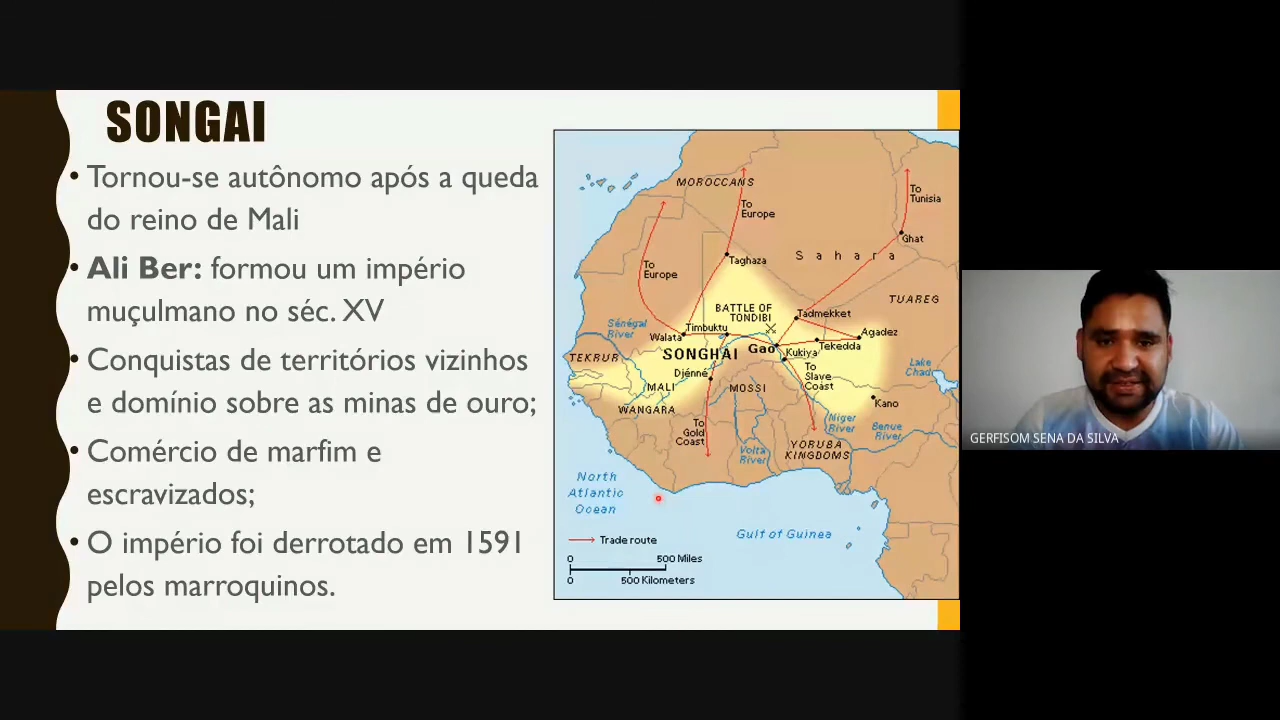 SONGAI
• Tornou-se autônomo após a queda
do reino de Mali
• Ali Ber: formou um império
muçulmano no séc. XV
• Conquistas de territórios vizinhos
e domínio sobre as minas de ouro;
• Comércio de marfim e
escravizados;
• O império foi derrotado em 1591
pelos marroquinos.
MOROCCANS
To
Europe
To
Tunisia
Ghat
Sahara
Taghaza
To
Europe
TUAREG
BATTLE OF
TONDIBI
Tadmekket
Sénégal
River
Walata
Timbuktu
Agadez
Tekedda
TEKRUR
SONGHAI
Gao
Kukiya
Lake
Chad
Djénné
To
Slave
Coast
MALI
MOSSI
WANGARA
Kano
To
Gold
Coast
Niger
River
Benue
River
Volta
River
YORUBA
KINGDOMS
North
Atlantic
Ocean
Gulf of Guinea
Trade route
0 500 Miles
0 500 Kilometers
GERFISOM SENA DA SILVA